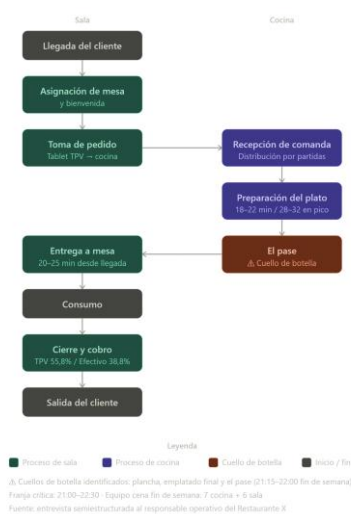 Sala
Cocina
Llegada del cliente
Asignación de mesa
y bienvenida
Toma de pedido
Tablet TPV → cocina
Recepción de comanda
Distribución por partidas
Preparación del plato
18–22 min / 28–32 en pico
Entrega a mesa
20–25 min desde llegada
El pase
⚠ Cuello de botella
Consumo
Cierre y cobro
TPV 55,8% / Efectivo 38,8%
Salida del cliente
Leyenda
Proceso de sala
Proceso de cocina
Cuello de botella
Inicio / fin
⚠ Cuellos de botella identificados: plancha, emplatado final y el pase (21:15–22:00 fin de semana)
Franja crítica: 21:00–22:30 · Equipo cena fin de semana: 7 cocina + 6 sala
Fuente: entrevista semiestructurada al responsable operativo del Restaurante X